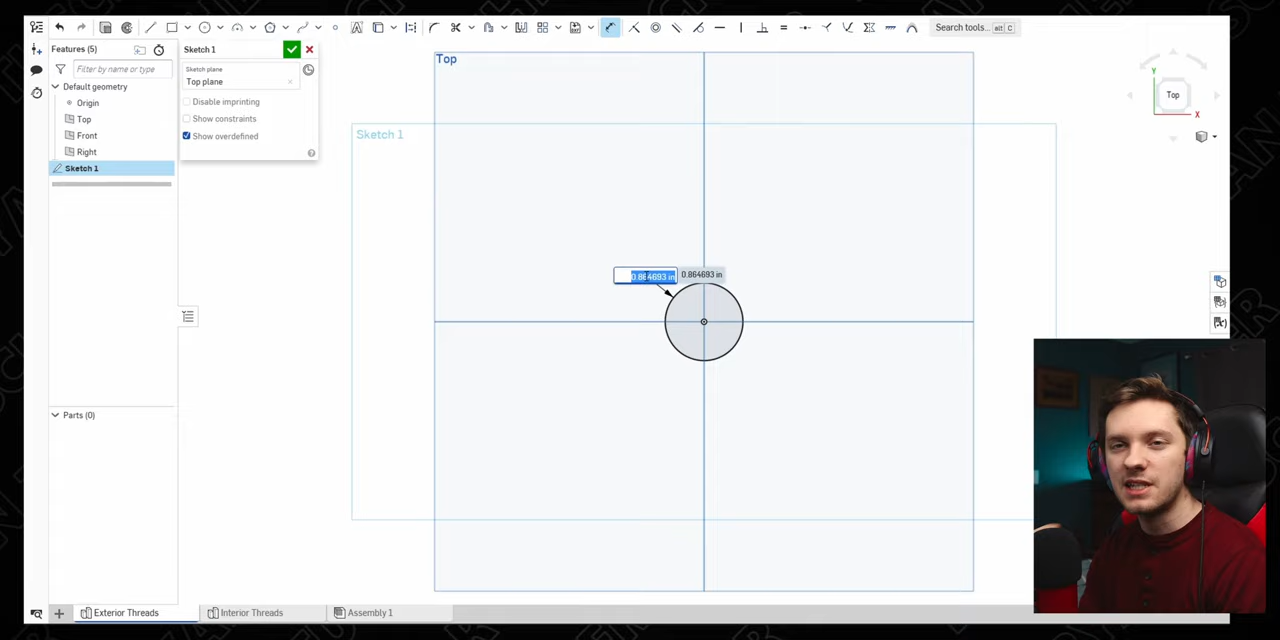 Search tools... alt C
Features (5)
Filter by name or type
Default geometry
Origin
Top
Front
Right
Sketch 1
Parts (0)
Sketch 1
Sketch plane
Top plane
Disable imprinting
Show constraints
Show overdefined
Top
Sketch 1
0.864693 in 0.864693 in
Y
Top
X
Exterior Threads Interior Threads Assembly 1